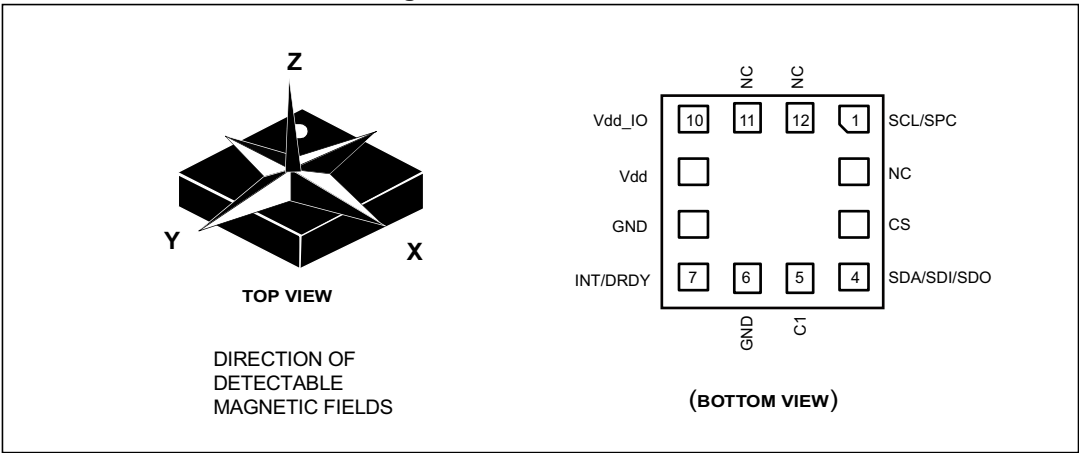 Z
Y
X
TOP VIEW
DIRECTION OF
DETECTABLE
MAGNETIC FIELDS
NC NC
Vdd_IO 10 11 12 1 SCL/SPC
Vdd NC
GND CS
INT/DRDY 7 6 5 4 SDA/SDI/SDO
GND C1
(BOTTOM VIEW)